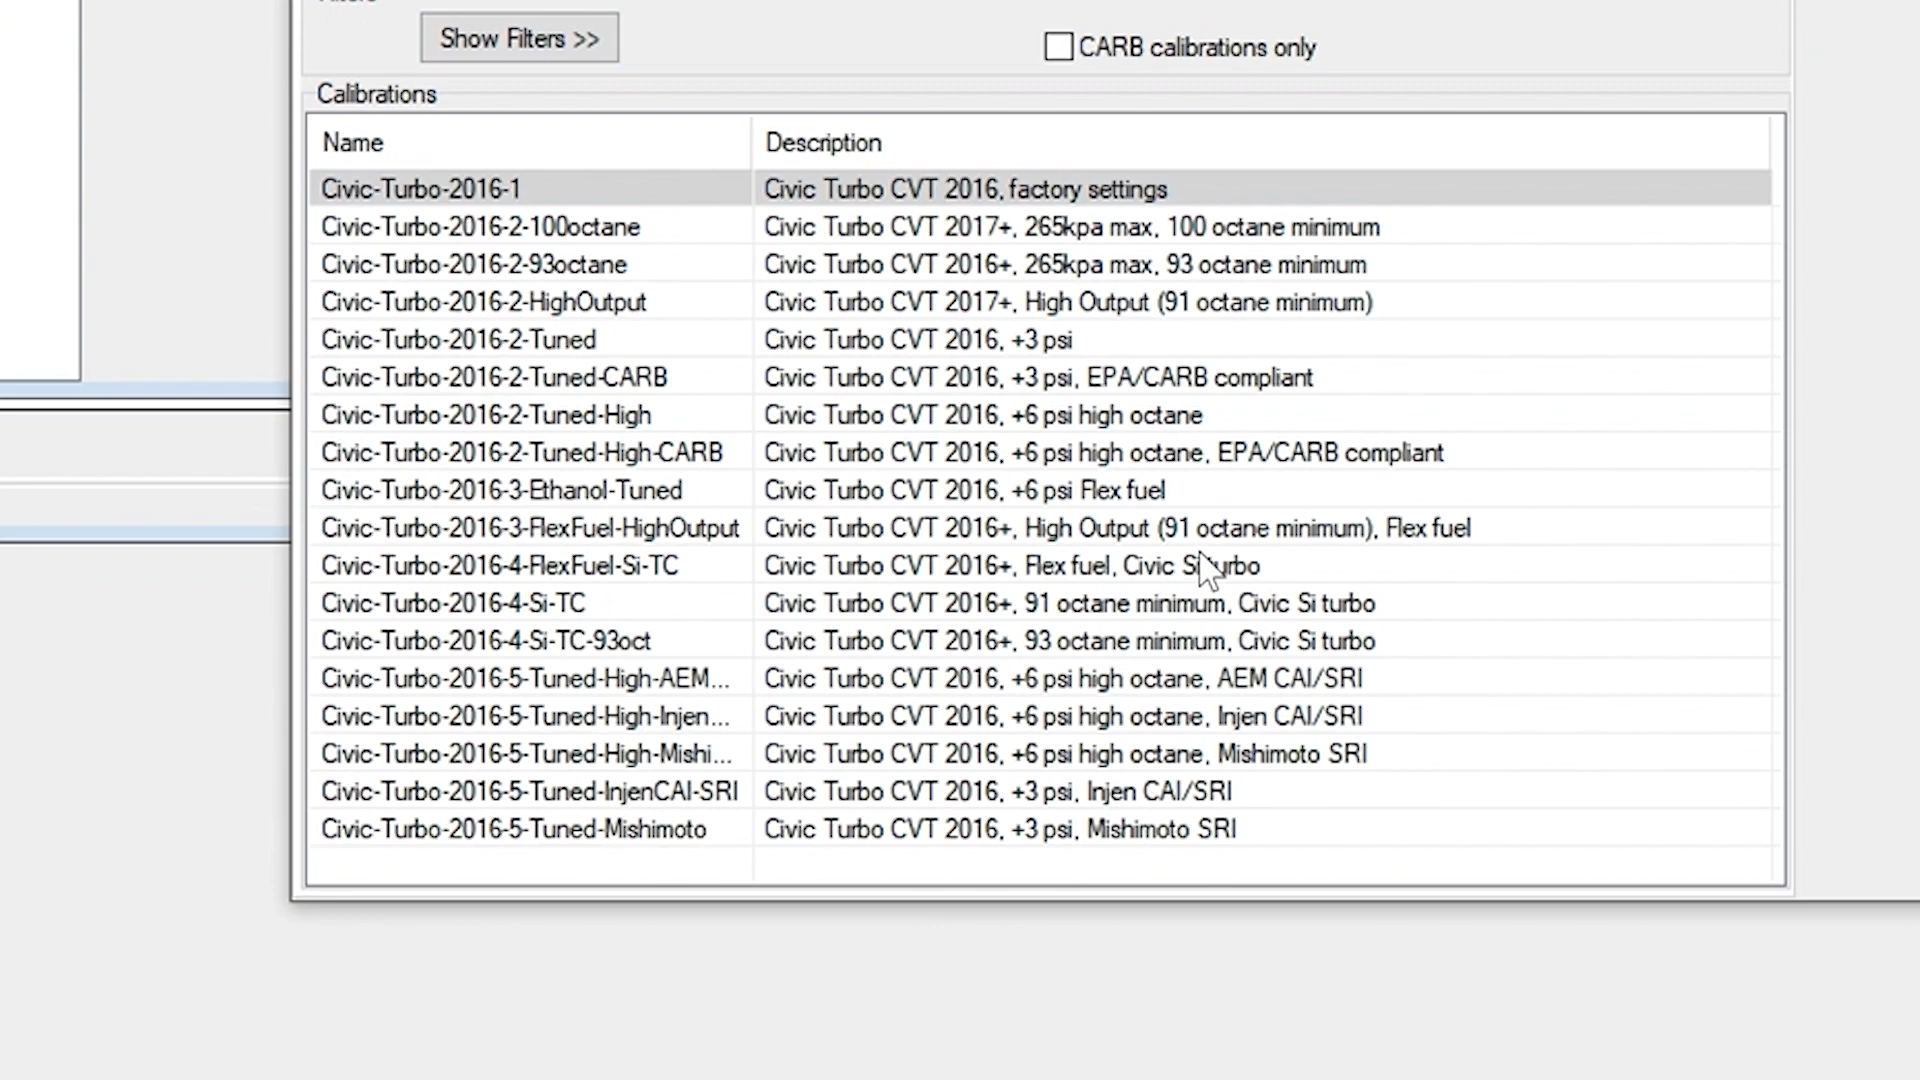 Filters
Show Filters >>
CARB calibrations only
Calibrations
Name Description
Civic-Turbo-2016-1 Civic Turbo CVT 2016, factory settings
Civic-Turbo-2016-2-100octane Civic Turbo CVT 2017+, 265kpa max, 100 octane minimum
Civic-Turbo-2016-2-93octane Civic Turbo CVT 2016+, 265kpa max, 93 octane minimum
Civic-Turbo-2016-2-HighOutput Civic Turbo CVT 2017+, High Output (91 octane minimum)
Civic-Turbo-2016-2-Tuned Civic Turbo CVT 2016, +3 psi
Civic-Turbo-2016-2-Tuned-CARB Civic Turbo CVT 2016, +3 psi, EPA/CARB compliant
Civic-Turbo-2016-2-Tuned-High Civic Turbo CVT 2016, +6 psi high octane
Civic-Turbo-2016-2-Tuned-High-CARB Civic Turbo CVT 2016, +6 psi high octane, EPA/CARB compliant
Civic-Turbo-2016-3-Ethanol-Tuned Civic Turbo CVT 2016, +6 psi Flex fuel
Civic-Turbo-2016-3-FlexFuel-HighOutput Civic Turbo CVT 2016+, High Output (91 octane minimum), Flex fuel
Civic-Turbo-2016-4-FlexFuel-Si-TC Civic Turbo CVT 2016+, Flex fuel, Civic Si turbo
Civic-Turbo-2016-4-Si-TC Civic Turbo CVT 2016+, 91 octane minimum, Civic Si turbo
Civic-Turbo-2016-4-Si-TC-93oct Civic Turbo CVT 2016+, 93 octane minimum, Civic Si turbo
Civic-Turbo-2016-5-Tuned-High-AEM... Civic Turbo CVT 2016, +6 psi high octane, AEM CAI/SRI
Civic-Turbo-2016-5-Tuned-High-Injen... Civic Turbo CVT 2016, +6 psi high octane, Injen CAI/SRI
Civic-Turbo-2016-5-Tuned-High-Mishi... Civic Turbo CVT 2016, +6 psi high octane, Mishimoto SRI
Civic-Turbo-2016-5-Tuned-InjenCAI-SRI Civic Turbo CVT 2016, +3 psi, Injen CAI/SRI
Civic-Turbo-2016-5-Tuned-Mishimoto Civic Turbo CVT 2016, +3 psi, Mishimoto SRI